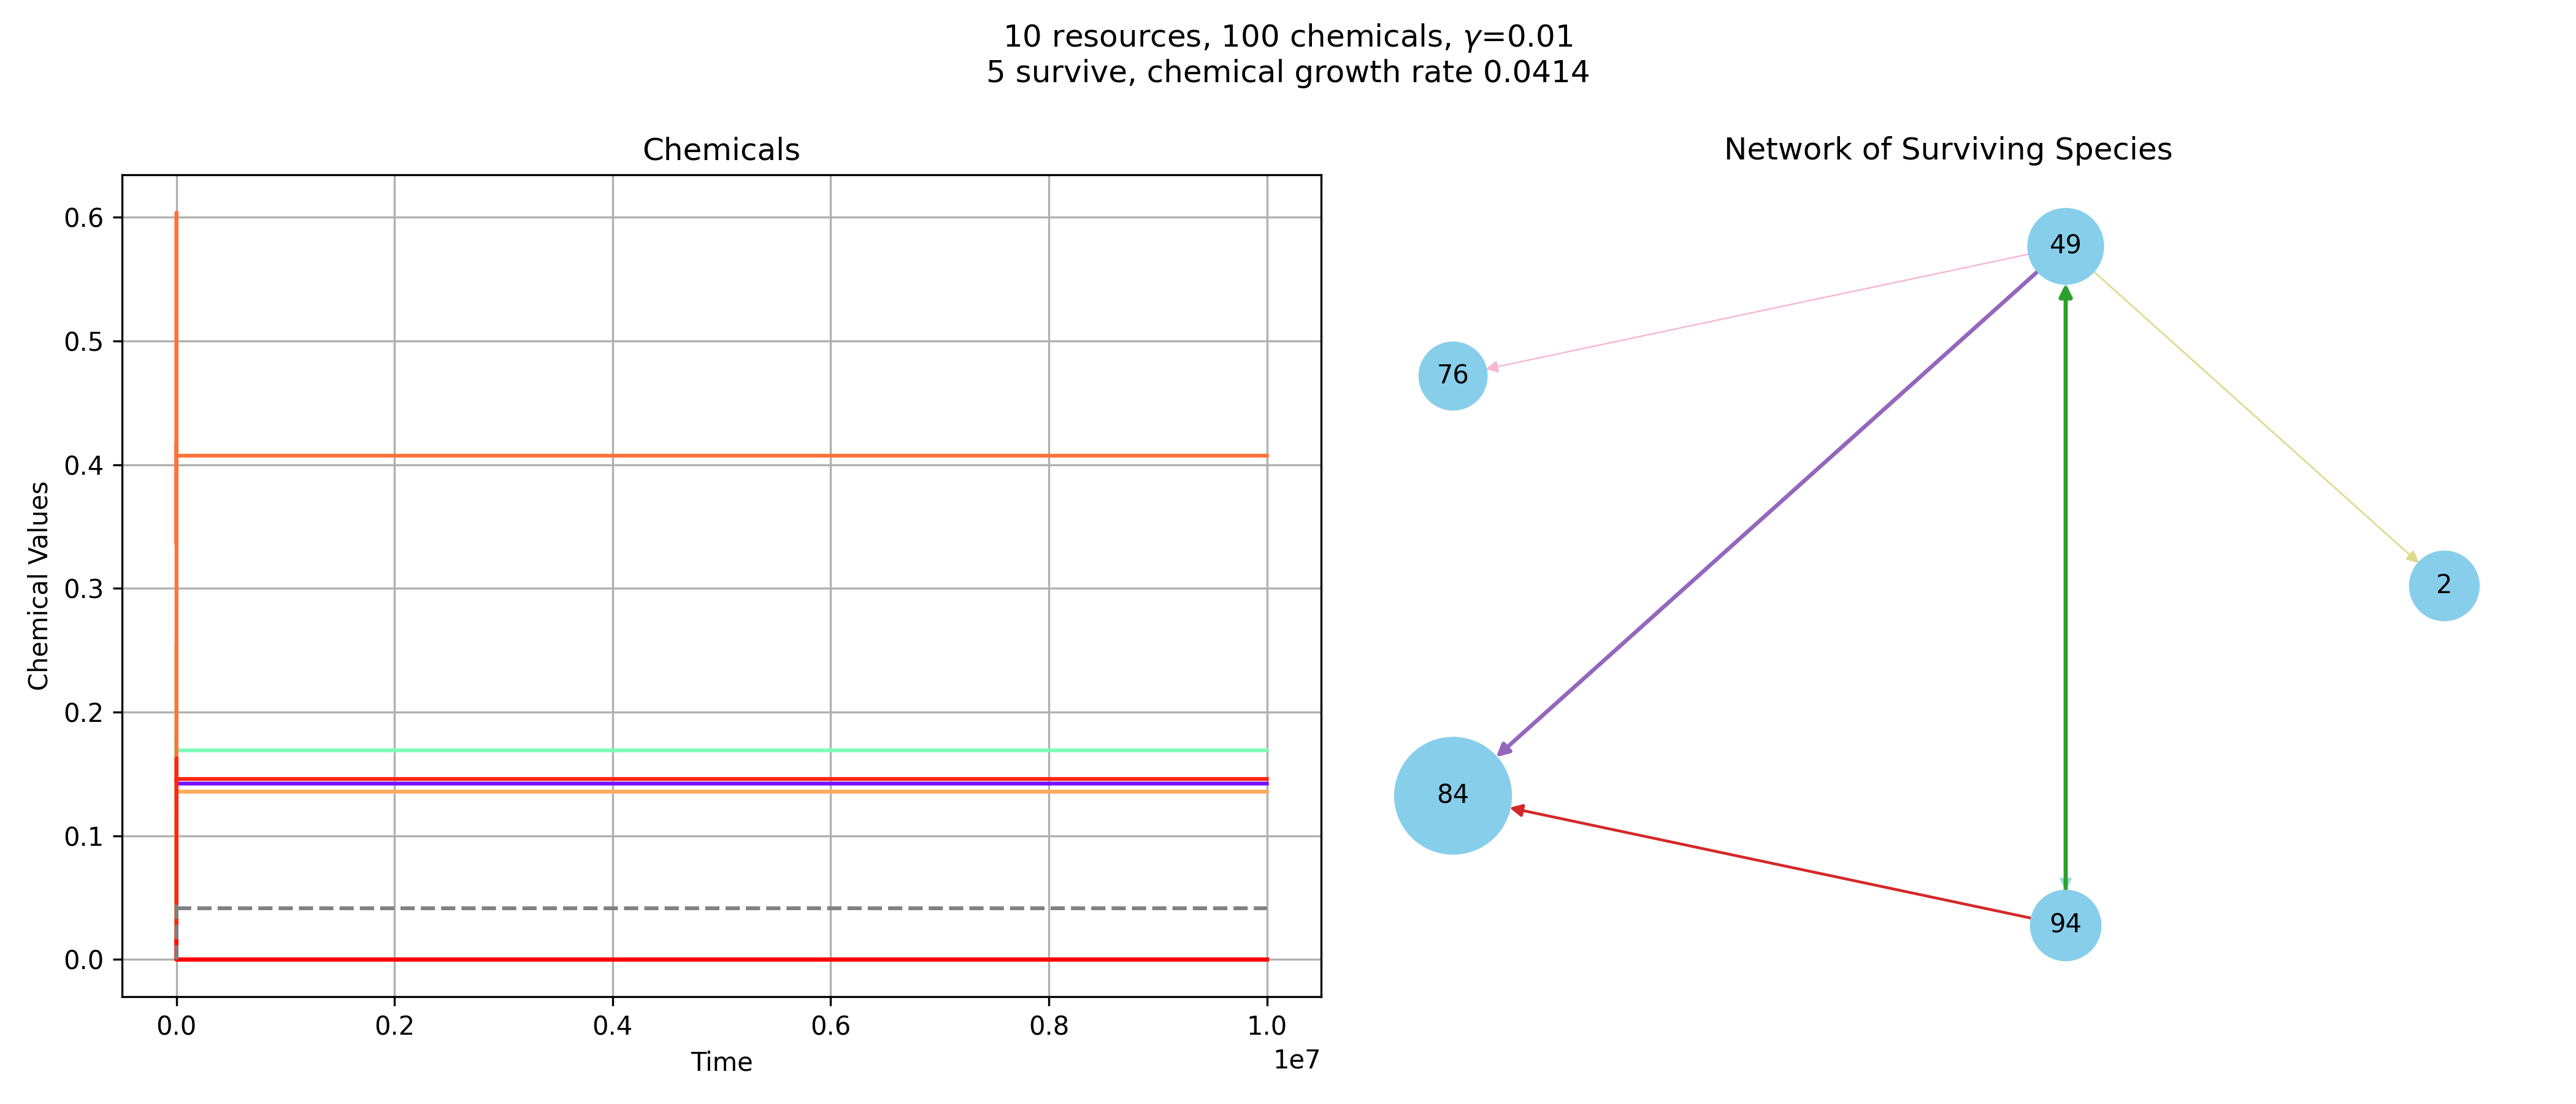 10 resources, 100 chemicals, γ=0.01
5 survive, chemical growth rate 0.0414
Chemicals
Chemical Values
0.6
0.5
0.4
0.3
0.2
0.1
0.0
0.0 0.2 0.4 0.6 0.8 1.0
1e7
Time
Network of Surviving Species
49
76
2
84
94